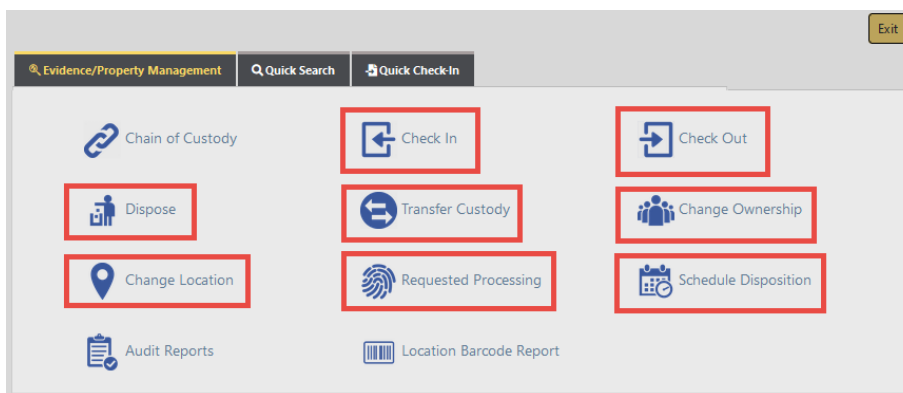 Exit
Evidence/Property Management Quick Search Quick Check-In
Chain of Custody Check In Check Out
Dispose Transfer Custody Change Ownership
Change Location Requested Processing Schedule Disposition
Audit Reports Location Barcode Report